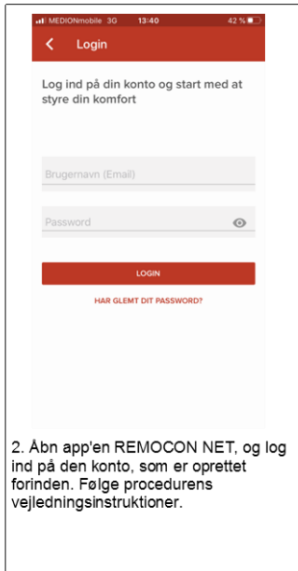 MEDIONmobile 3G 13:40 42 %
Login
Log ind på din konto og start med at
styre din komfort
Brugernavn (Email)
Password
LOGIN
HAR GLEMT DIT PASSWORD?
2. Åbn app'en REMOCON NET, og log
ind på den konto, som er oprettet
forinden. Følge procedurens
vejledningsinstruktioner.